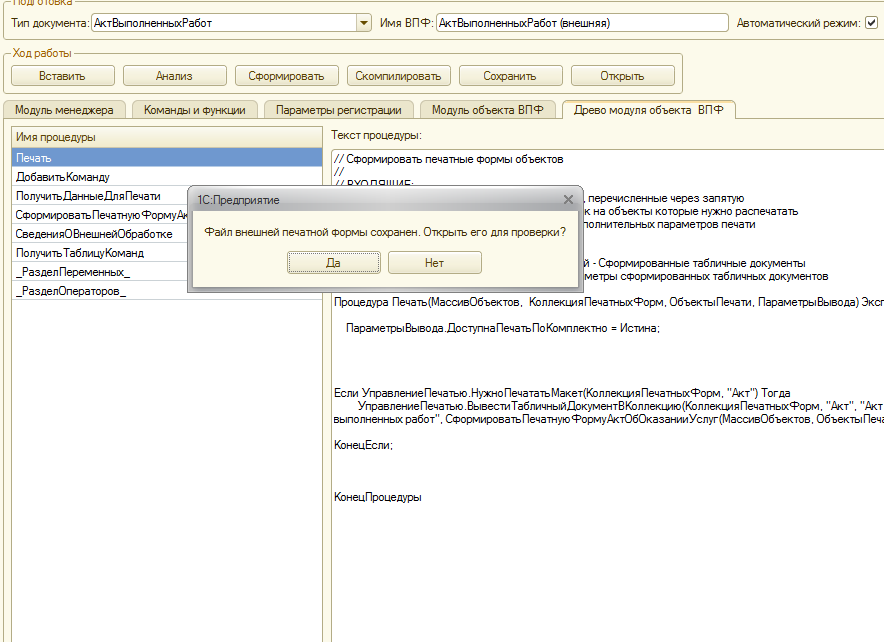 Подготовка
Тип документа: АктВыполненныхРабот Имя ВПФ: АктВыполненныхРабот (внешняя) Автоматический режим:
Ход работы
Вставить Анализ Сформировать Скомпилировать Сохранить Открыть
Модуль менеджера Команды и функции Параметры регистрации Модуль объекта ВПФ Древо модуля объекта ВПФ
Имя процедуры
Печать
ДобавитьКоманду
ПолучитьДанныеДляПечати
СформироватьПечатнуюФормуАк
СведенияОВнешнейОбработке
ПолучитьТаблицуКоманд
_РазделПеременных_
_РазделОператоров_
Текст процедуры:
// Сформировать печатные формы объектов
//
// ВХОДЯЩИЕ:
, перечисленные через запятую
к на объекты которые нужно распечатать
полнительных параметров печати
й - Сформированные табличные документы
метры сформированных табличных документов
Процедура Печать(МассивОбъектов, КоллекцияПечатныхФорм, ОбъектыПечати, ПараметрыВывода) Эксп
ПараметрыВывода.ДоступнаПечатьПоКомплектно = Истина;
Если УправлениеПечатью.НужноПечататьМакет(КоллекцияПечатныхФорм, "Акт") Тогда
УправлениеПечатью.ВывестиТабличныйДокументВКоллекцию(КоллекцияПечатныхФорм, "Акт", "Акт
выполненных работ", СформироватьПечатнуюФормуАктОбОказанииУслуг(МассивОбъектов, ОбъектыПеча
КонецЕсли;
КонецПроцедуры
1С:Предприятие
Файл внешней печатной формы сохранен. Открыть его для проверки?
Да Нет